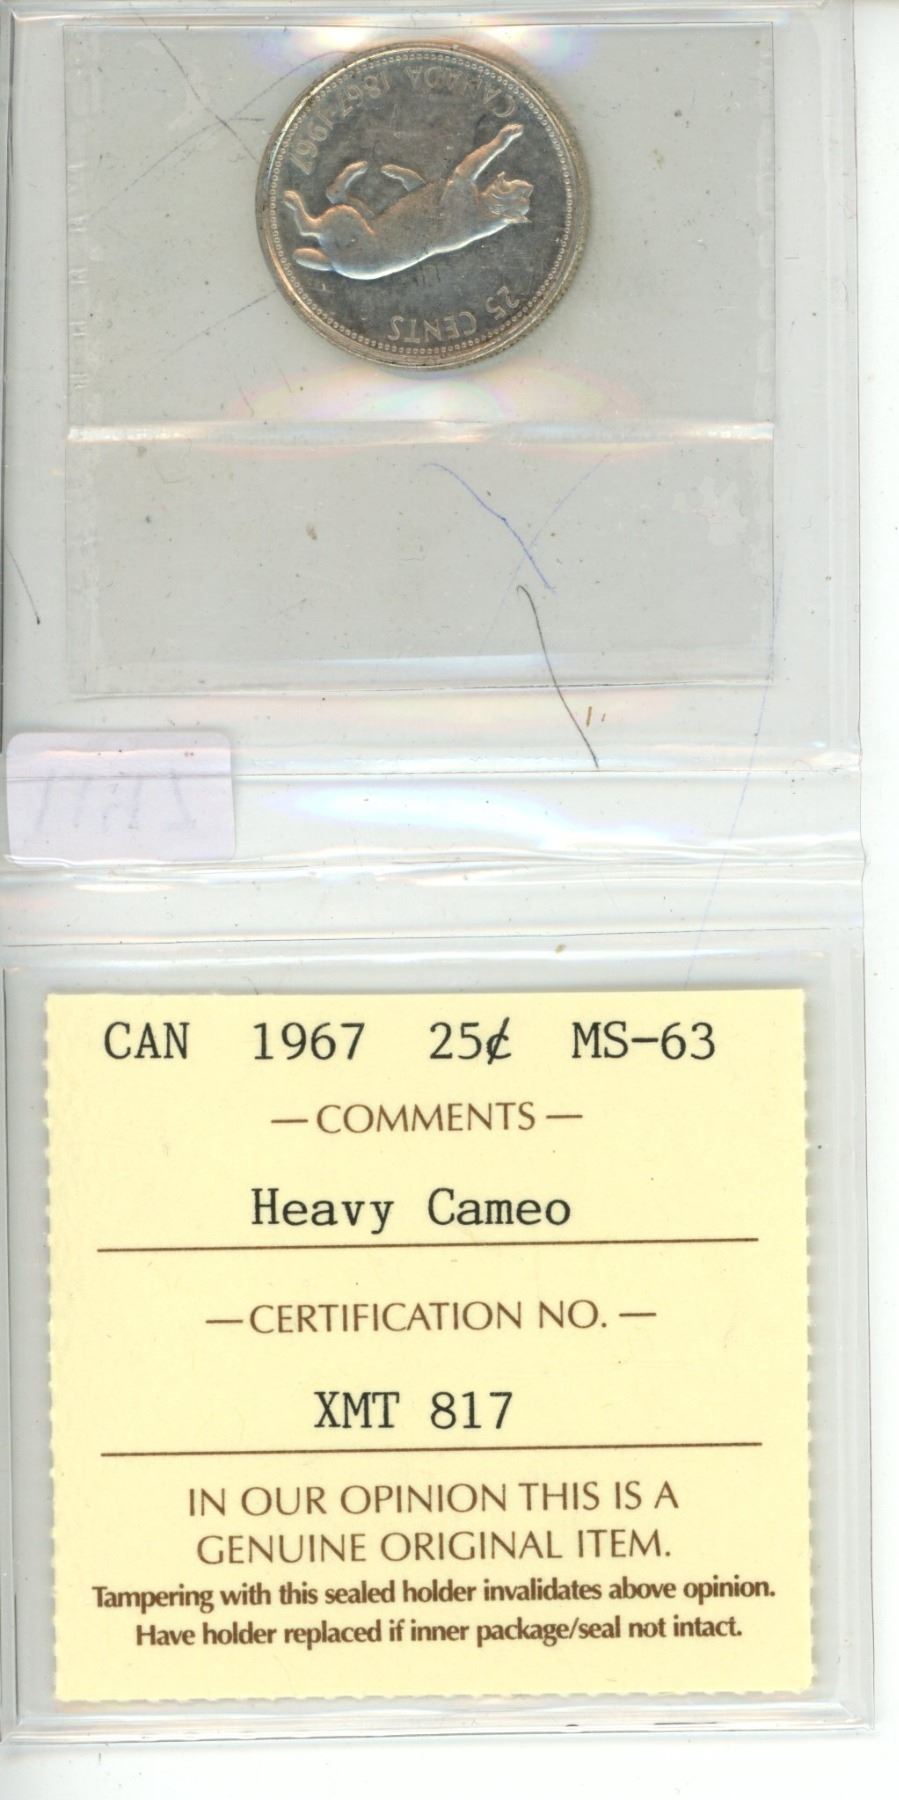 CANADA 1867-1967
25 CENTS
CAN 1967 25¢ MS-63
—COMMENTS—
Heavy Cameo
—CERTIFICATION NO.—
XMT 817
IN OUR OPINION THIS IS A
GENUINE ORIGINAL ITEM.
Tampering with this sealed holder invalidates above opinion.
Have holder replaced if inner package/seal not intact.